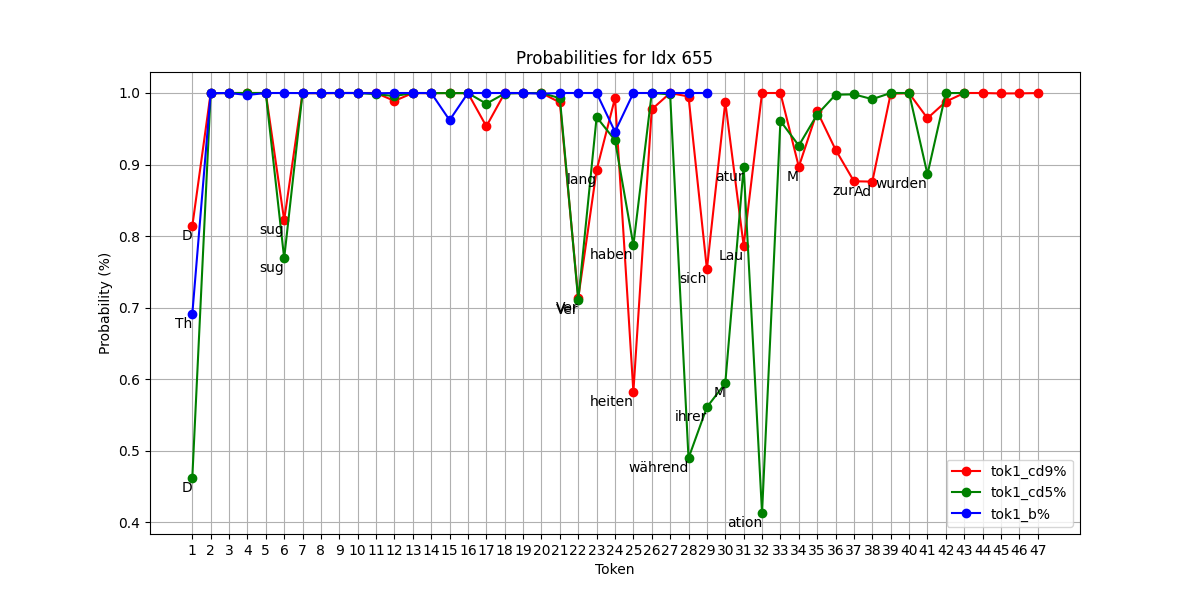 Probabilities for Idx 655
Probability (%)
1.0
0.9
0.8
0.7
0.6
0.5
0.4
D
Th
D
sug
sug
Ver
Ver
lang
haben
heiten
während
sich
ihrer
M
atur
Lau
ation
M
zur
Ad
wurden
tok1_cd9%
tok1_cd5%
tok1_b%
1 2 3 4 5 6 7 8 9 10 11 12 13 14 15 16 17 18 19 20 21 22 23 24 25 26 27 28 29 30 31 32 33 34 35 36 37 38 39 40 41 42 43 44 45 46 47
Token